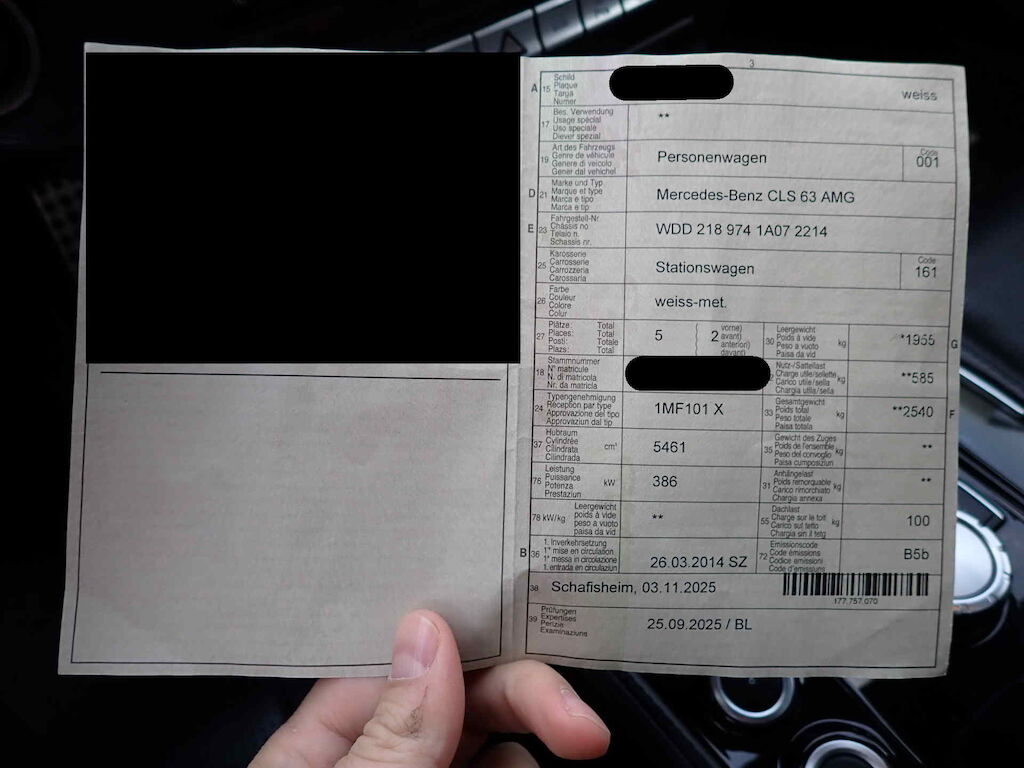 3
A 15 Schild
Plaque
Targa
Numer
weiss
17 Bes. Verwendung
Usage spécial
Uso speciale
Diever spezial
**
19 Art des Fahrzeugs
Genre de véhicule
Genere di veicolo
Gener dal vehichel
Personenwagen
Code
001
D 21 Marke und Typ
Marque et type
Marca e tipo
Marca e tip
Mercedes-Benz CLS 63 AMG
E 23 Fahrgestell-Nr.
Châssis no
Telaio n.
Schassis nr.
WDD 218 974 1A07 2214
25 Karosserie
Carrosserie
Carrozzeria
Carossaria
Stationswagen
Code
161
26 Farbe
Couleur
Colore
Colur
weiss-met.
27 Plätze: Total
Places: Total
Posti: Totale
Plazs: Total
5 2 vorne)
avant)
anteriori)
davant)
30 Leergewicht
Poids à vide
Peso a vuoto
Paisa da vid
kg
*1955
G
18 Stammnummer
N° matricule
N. di matricola
Nr. da matricla
Nutz-/Sattellast
Charge utile/sellette
Carico utile/sella
Chargia utila/sella
kg
**585
24 Typengenehmigung
Réception par type
Approvazione del tipo
Approvaziun dal tip
1MF101 X
33 Gesamtgewicht
Poids total
Peso totale
Paisa totala
kg
**2540
F
37 Hubraum
Cylindrée
Cilindrata
Cilindrada
cm³
5461
35 Gewicht des Zuges
Poids de l'ensemble
Peso del convoglio
Paisa cumposiziun
kg
**
76 Leistung
Puissance
Potenza
Prestaziun
kW
386
31 Anhängelast
Poids remorquable
Carico rimorchiato
Chargia annexa
kg
**
78 kW/kg Leergewicht
poids à vide
peso a vuoto
paisa da vid
**
55 Dachlast
Charge sur le toit
Carico sul tetto
Chargia sin il tetg
kg
100
B 36 1. Inverkehrsetzung
1re mise en circulation
1a messa in circolazione
1. entrada en circulaziun
26.03.2014 SZ
72 Emissionscode
Code émissions
Codice emissioni
Code d'emissiuns
B5b
38 Schafisheim, 03.11.2025
177.757.070
39 Prüfungen
Expertises
Perizie
Examinaziuns
25.09.2025 / BL